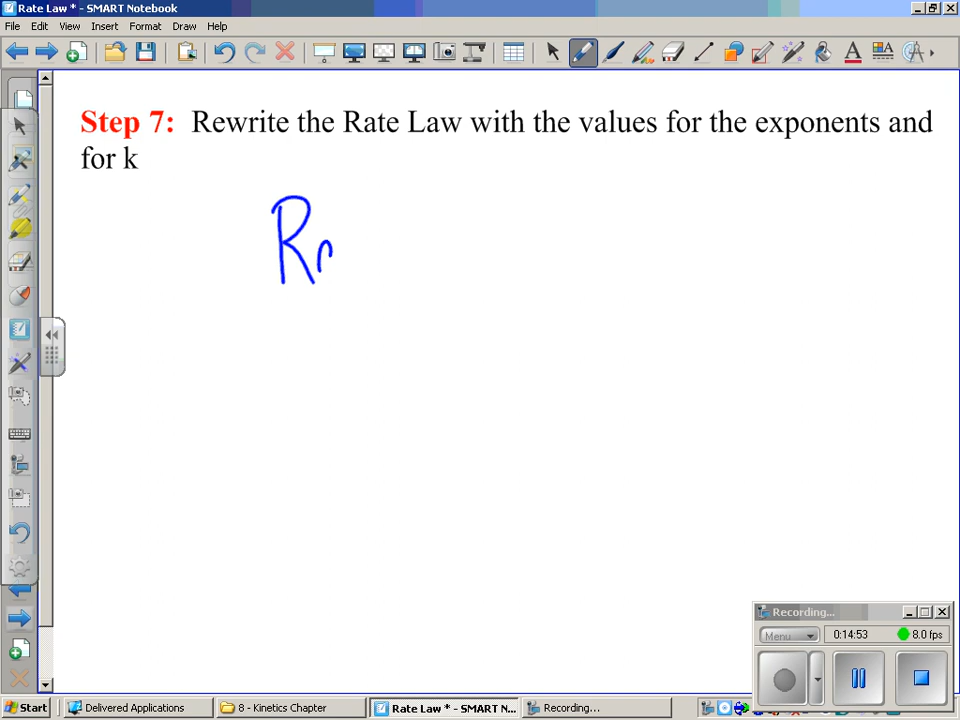 Rate Law * - SMART Notebook
File Edit View Insert Format Draw Help
Step 7: Rewrite the Rate Law with the values for the exponents and
for k
R
Recording...
Menu 0:14:53 8.0 fps
Start Delivered Applications 8 - Kinetics Chapter Rate Law * - SMART N... Recording...